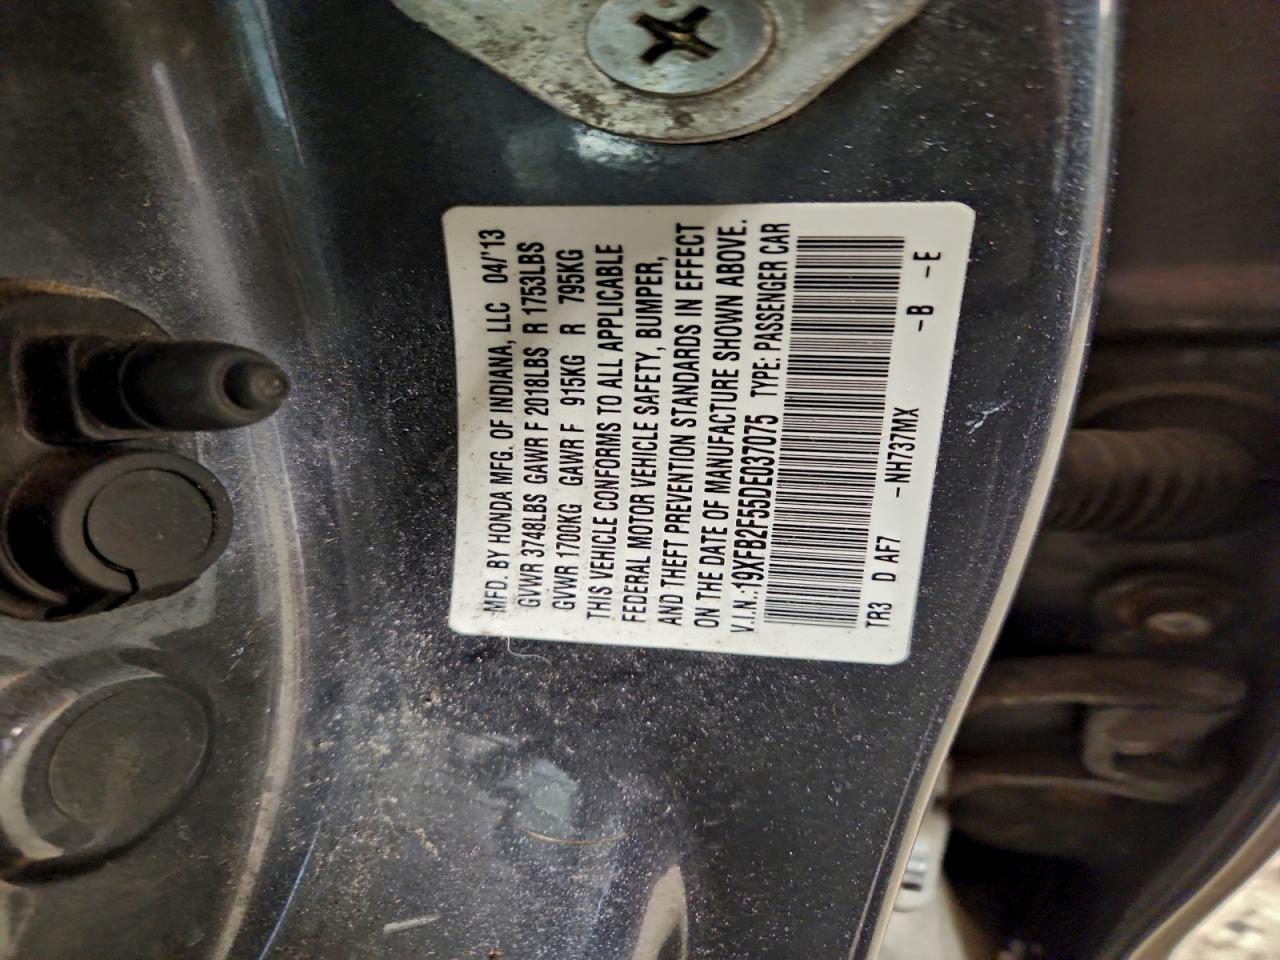 MFD. BY HONDA MFG. OF INDIANA, LLC 04/'13
GVWR 3748LBS GAWR F 2018LBS R 1753LBS
GVWR 1700KG GAWR F 915KG R 795KG
THIS VEHICLE CONFORMS TO ALL APPLICABLE
FEDERAL MOTOR VEHICLE SAFETY, BUMPER,
AND THEFT PREVENTION STANDARDS IN EFFECT
ON THE DATE OF MANUFACTURE SHOWN ABOVE.
V.I.N.:19XFB2F55DE037075 TYPE: PASSENGER CAR
TR3 D AF7 -NH737MX -B -E